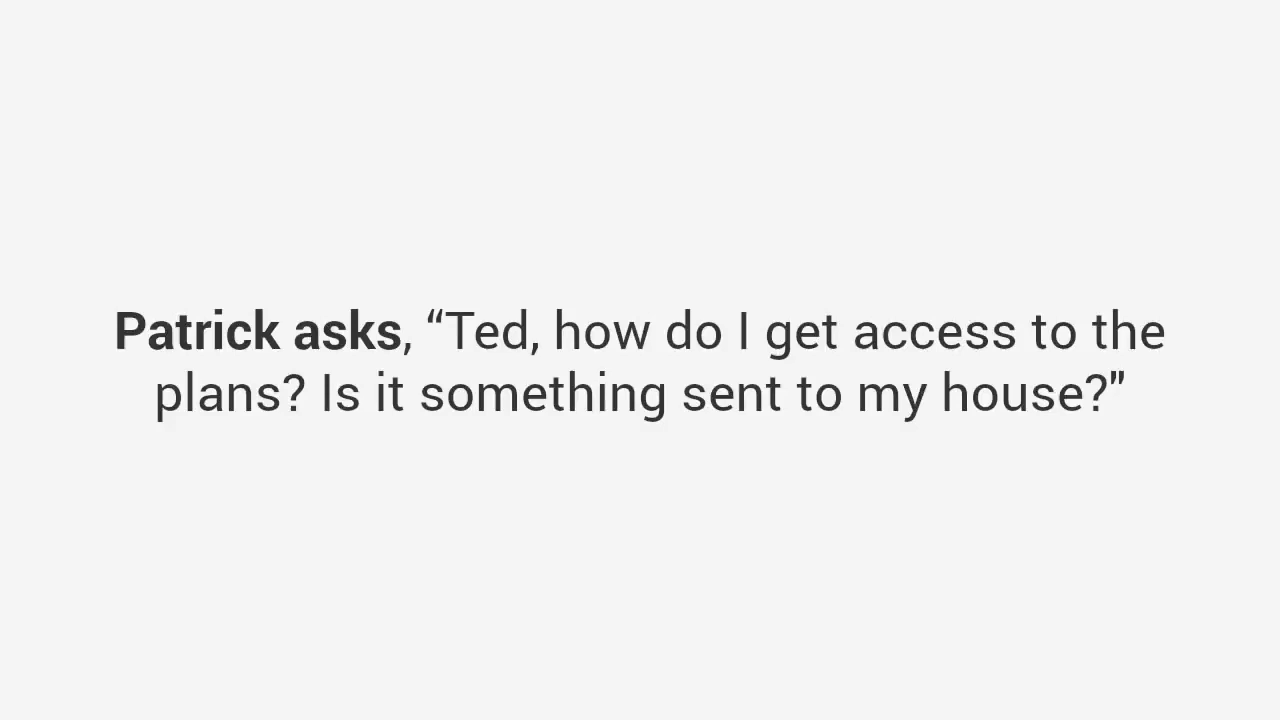 Patrick asks, “Ted, how do I get access to the
plans? Is it something sent to my house?"